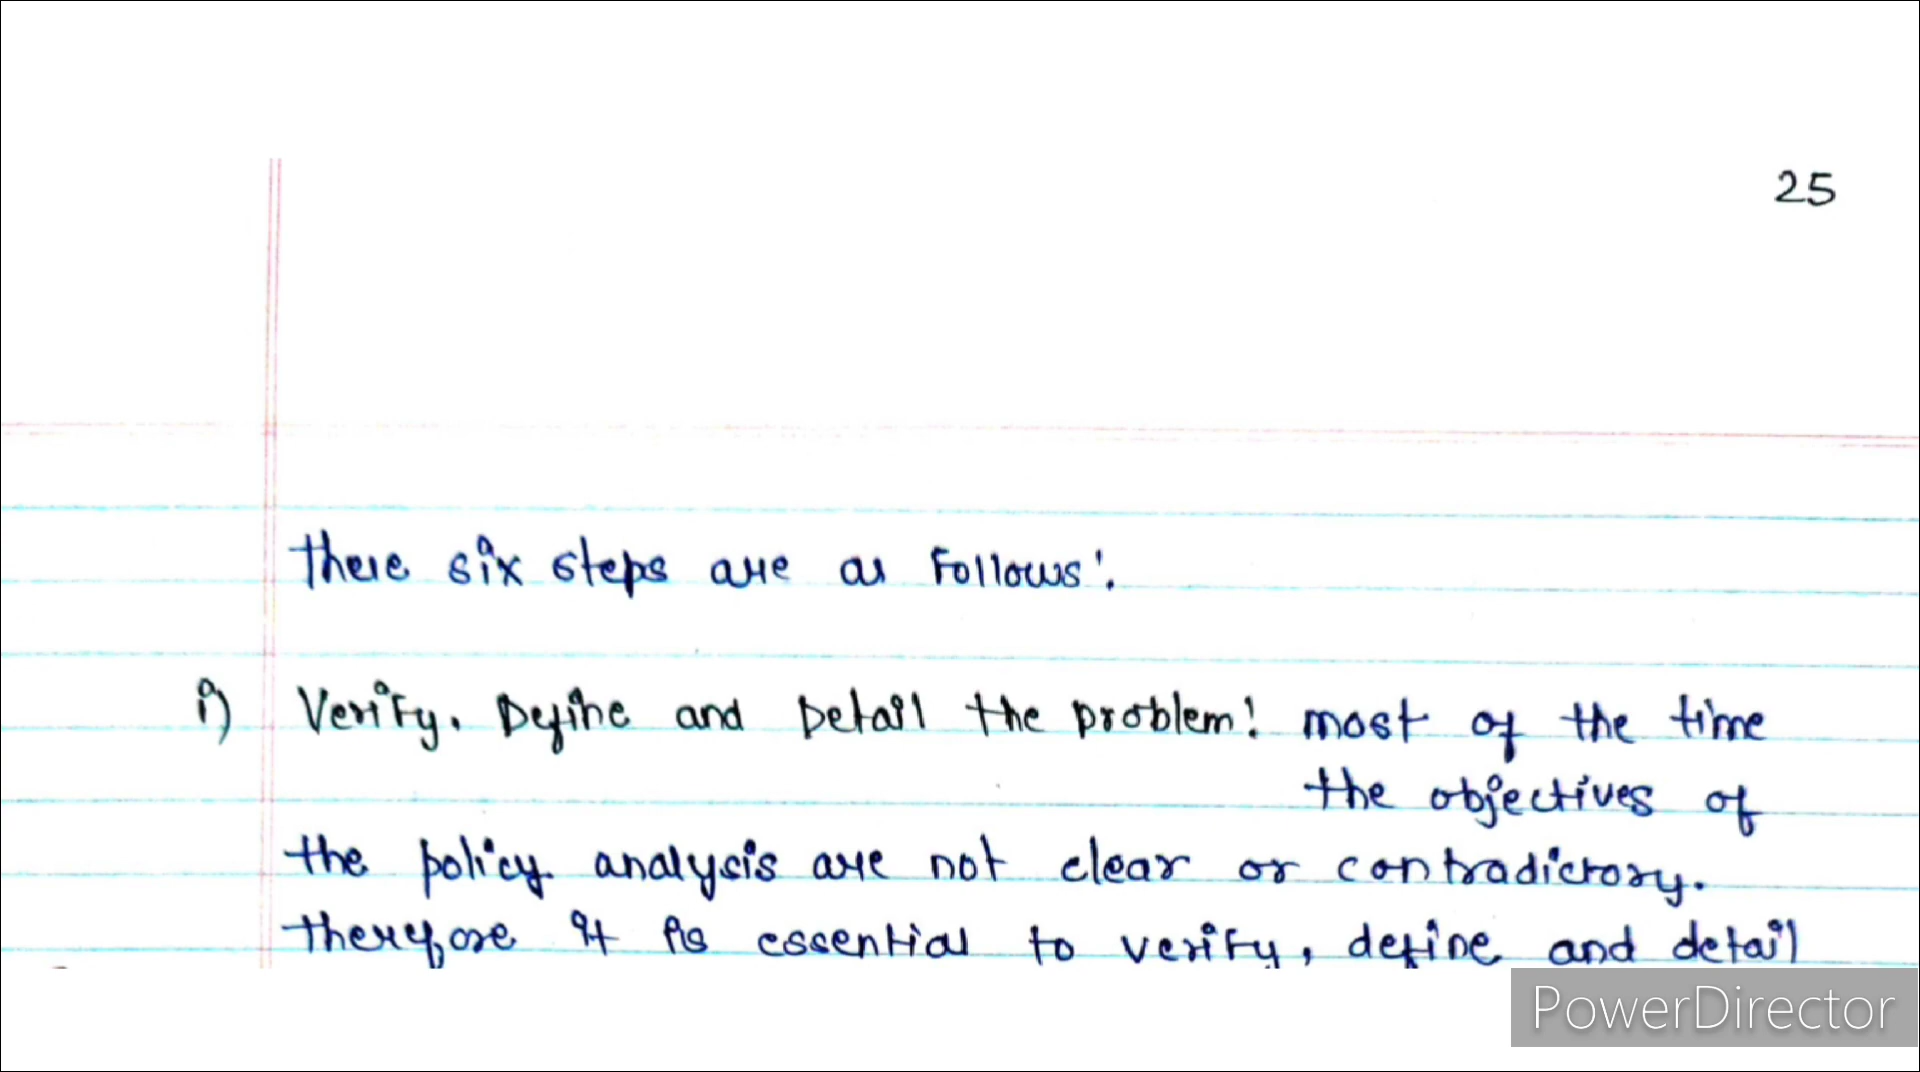 25
these six steps are as follows:
i) Verify, Define and Detail the problem: most of the time
the objectives of
the policy analysis are not clear or contradictory.
therefore it is essential to verify, define and detail
PowerDirector